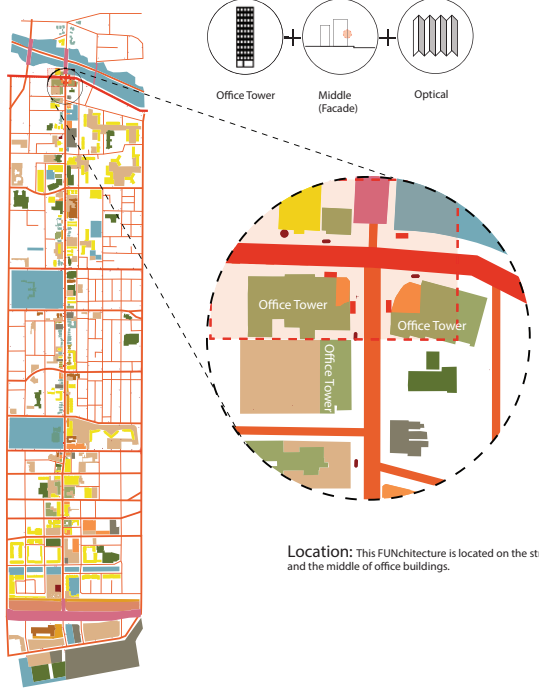 Office Tower
Middle
(Facade)
Optical
Office Tower
Office Tower
Office Tower
Location: This FUNchitecture is located on the
and the middle of office buildings.